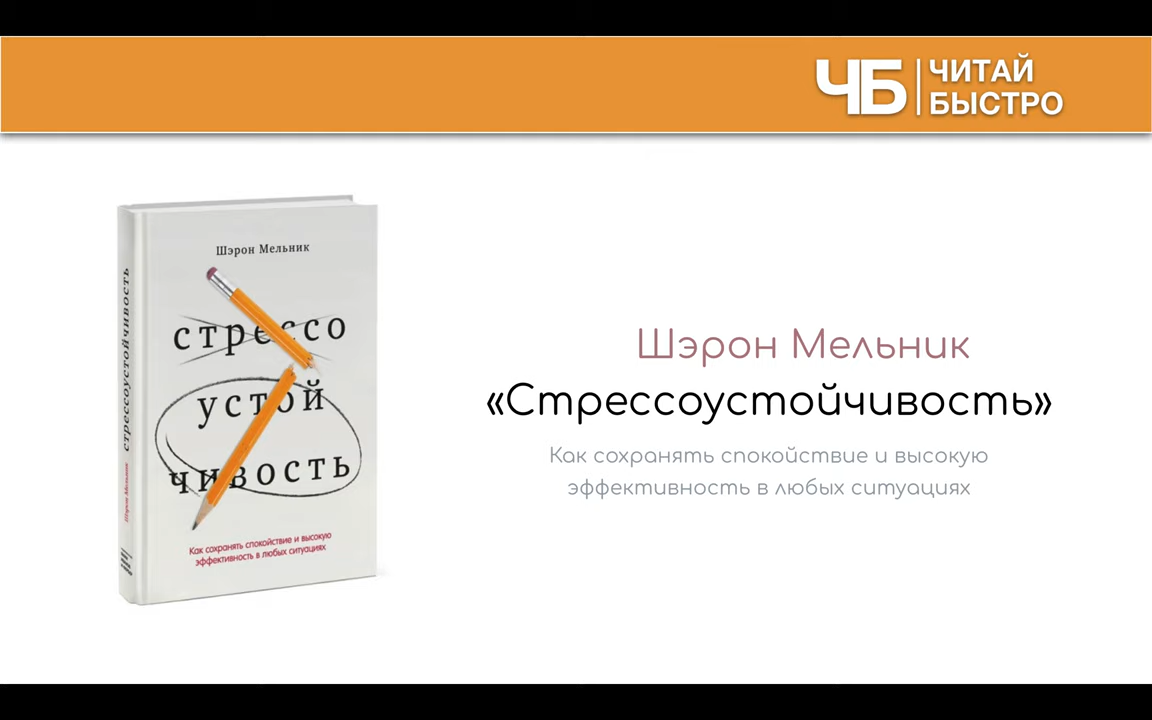 ЧБ
ЧИТАЙ
БЫСТРО
Шэрон Мельник
стрессо
устой
чивость
Как сохранять спокойствие и высокую
эффективность в любых ситуациях
Шэрон Мельник стрессоустойчивость
Шэрон Мельник
«Стрессоустойчивость»
Как сохранять спокойствие и высокую
эффективность в любых ситуациях